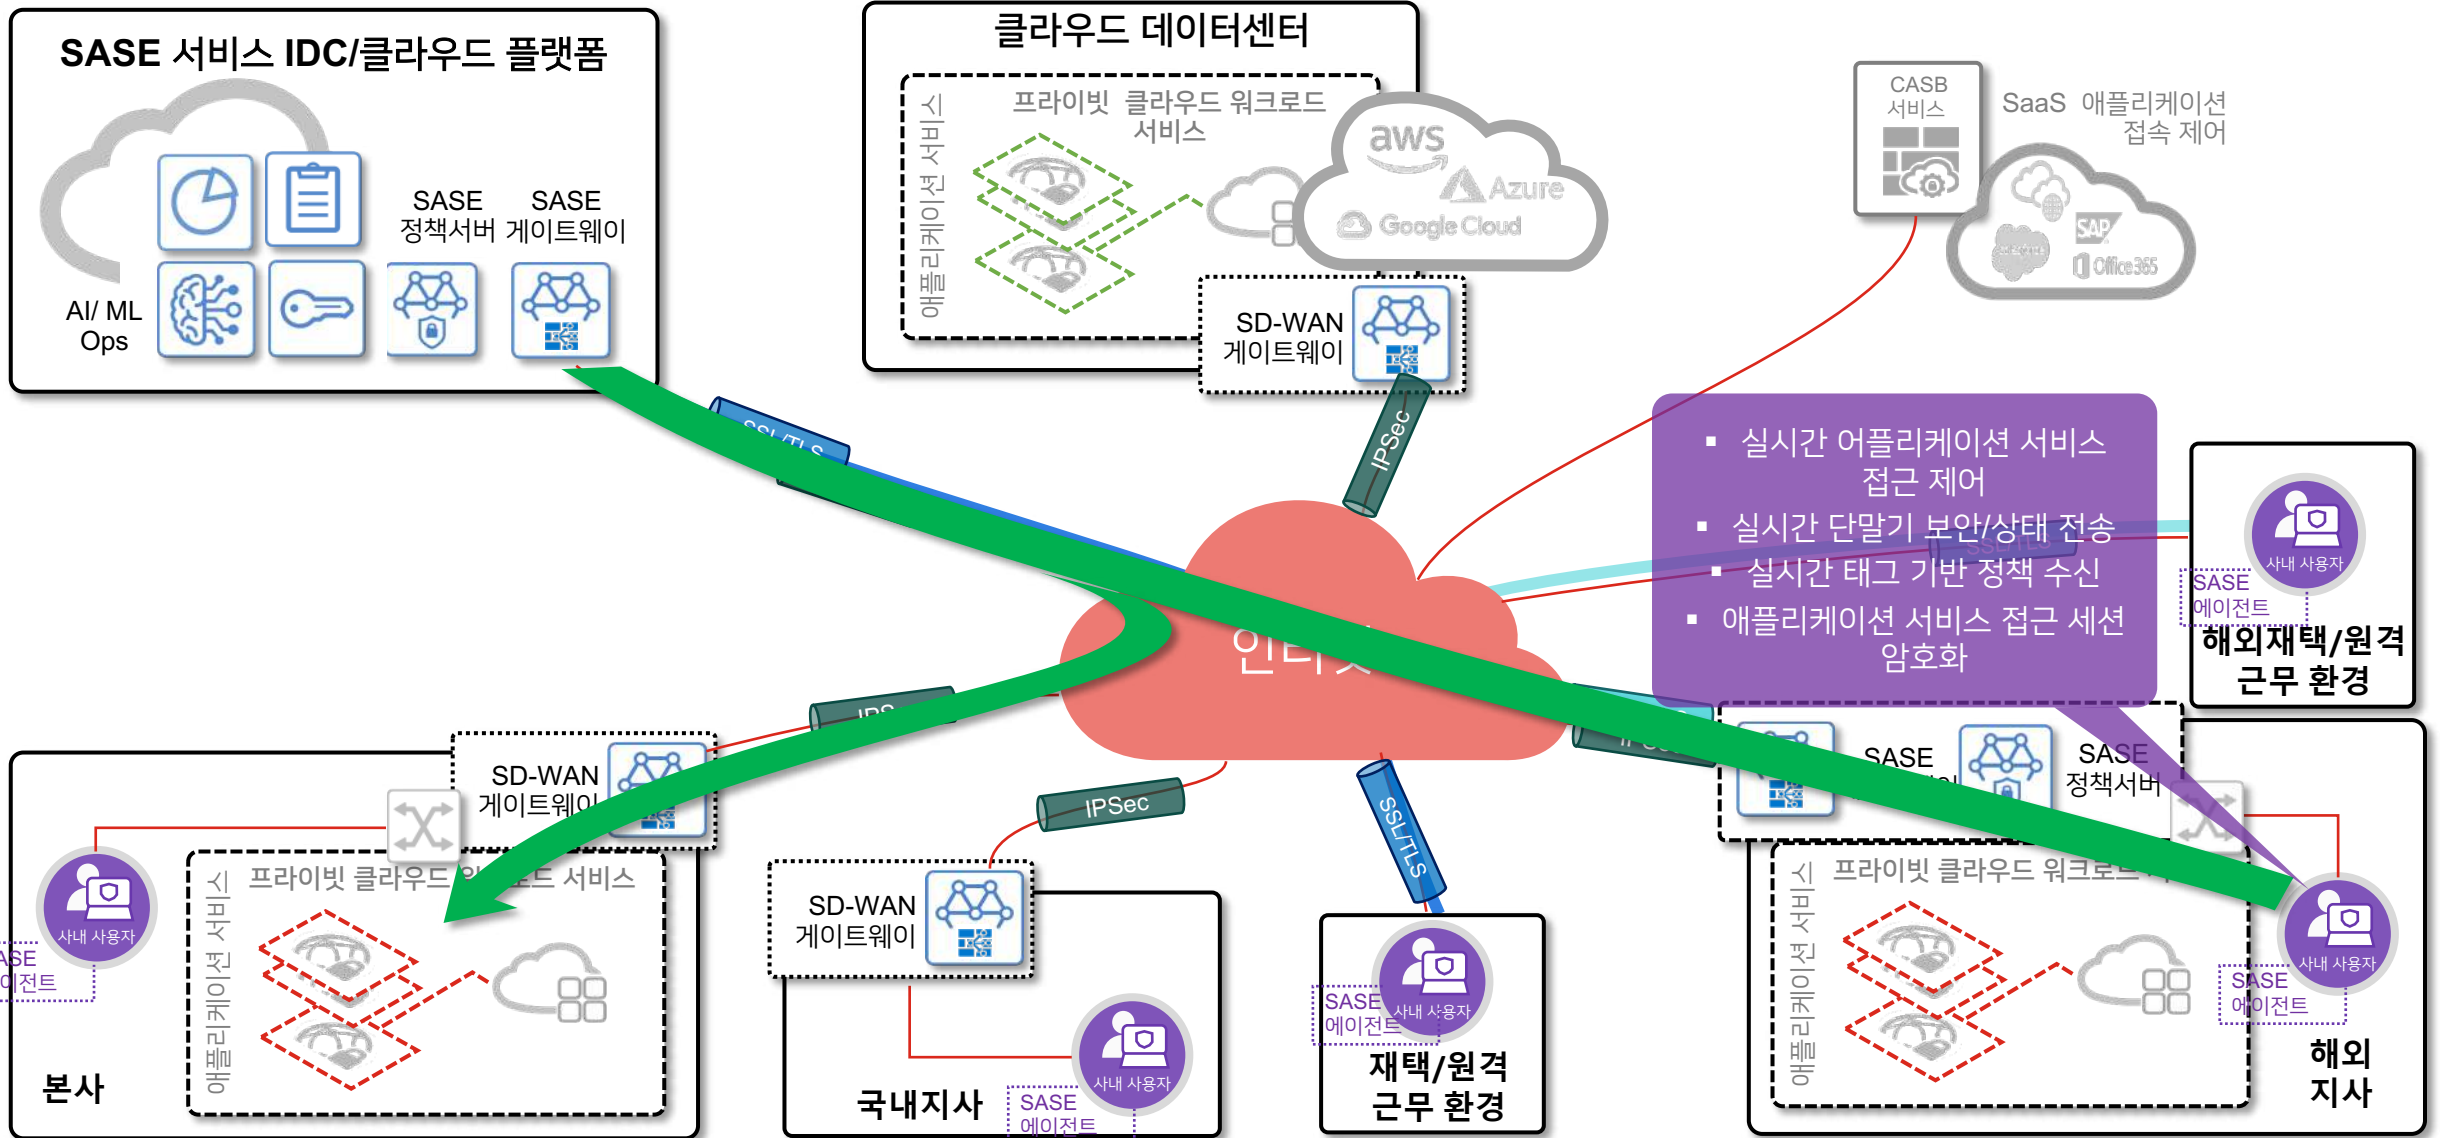 SASE 서비스 IDC/클라우드 플랫폼
AI/ ML
Ops
SASE
정책서버
SASE
게이트웨이
클라우드 데이터센터
애플리케이션 서비스
프라이빗 클라우드 워크로드
서비스
aws
Azure
Google Cloud
SD-WAN
게이트웨이
CASB
서비스
SaaS 애플리케이션
접속 제어
SAP
Office 365
SSL/TLS
IPSec
▪ 실시간 어플리케이션 서비스
접근 제어
▪ 실시간 단말기 보안/상태 전송
▪ 실시간 태그 기반 정책 수신
▪ 애플리케이션 서비스 접근 세션
암호화
SSL/TLS
사내 사용자
SASE
에이전트
해외재택/원격
근무 환경
SD-WAN
게이트웨이
사내 사용자
애플리케이션 서비스
프라이빗 클라우드 서비스
본사
IPSec
SD-WAN
게이트웨이
사내 사용자
SASE
에이전트
국내지사
SSL/TLS
사내 사용자
SASE
에이전트
재택/원격
근무 환경
SASE
SASE
정책서버
애플리케이션 서비스
프라이빗 클라우드
사내 사용자
SASE
에이전트
해외
지사